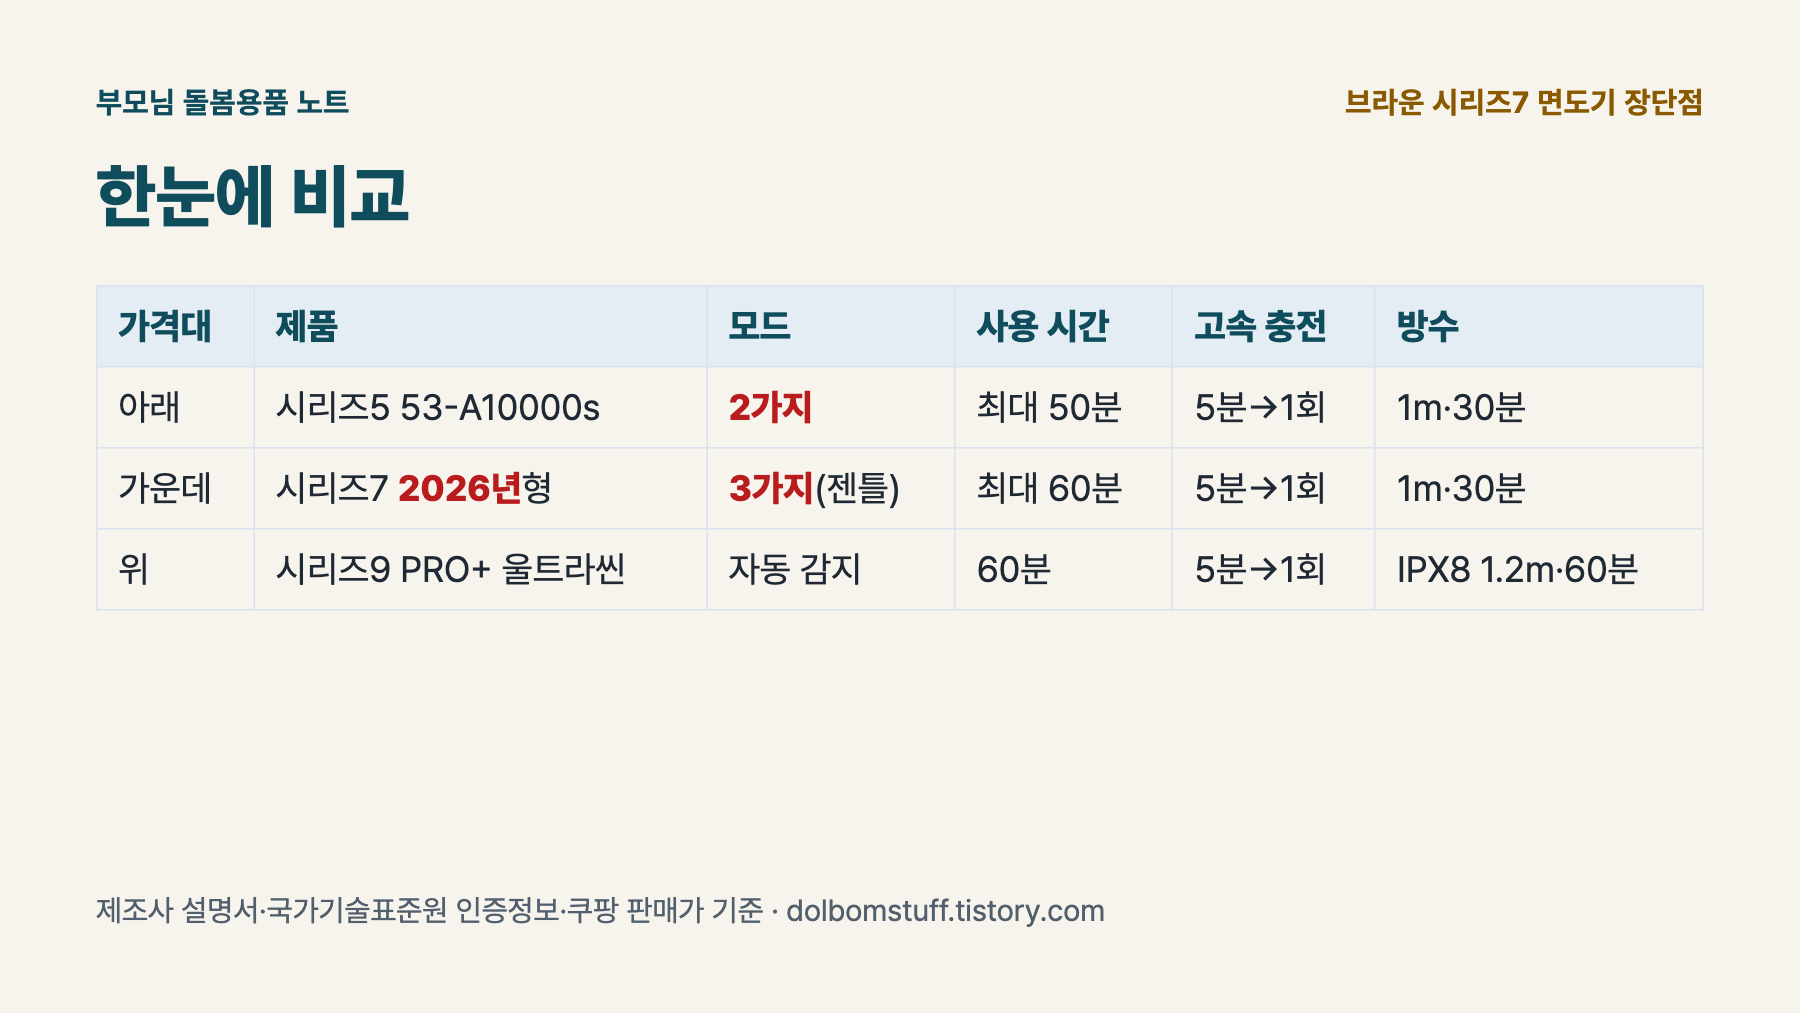 부모님 돌봄용품 노트
브라운 시리즈7 면도기 장단점
한눈에 비교
가격대 제품 모드 사용 시간 고속 충전 방수
아래 시리즈5 53-A10000s 2가지 최대 50분 5분→1회 1m·30분
가운데 시리즈7 2026년형 3가지(젠틀) 최대 60분 5분→1회 1m·30분
위 시리즈9 PRO+ 울트라씬 자동 감지 60분 5분→1회 IPX8 1.2m·60분
제조사 설명서·국가기술표준원 인증정보·쿠팡 판매가 기준 · dolbomstuff.tistory.com